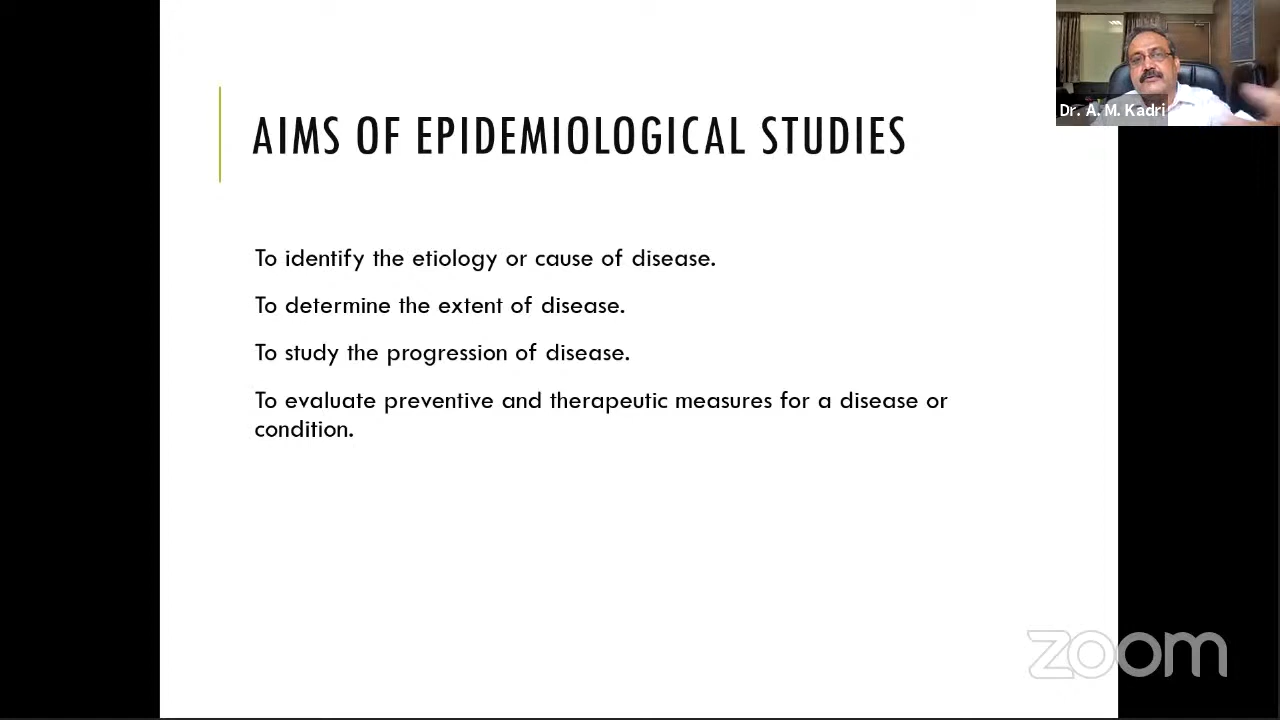 Dr. A. M. Kadri
AIMS OF EPIDEMIOLOGICAL STUDIES
To identify the etiology or cause of disease.
To determine the extent of disease.
To study the progression of disease.
To evaluate preventive and therapeutic measures for a disease or
condition.
zoom